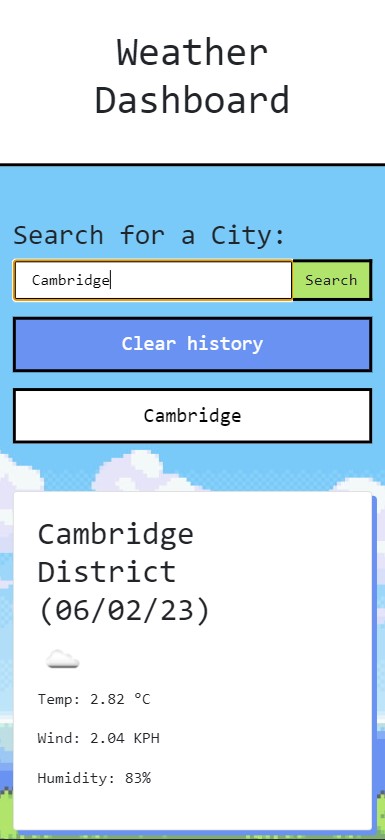 Weather
Dashboard
Search for a City:
Cambridge
Search
Clear history
Cambridge
Cambridge
District
(06/02/23)
Temp: 2.82 °C
Wind: 2.04 KPH
Humidity: 83%